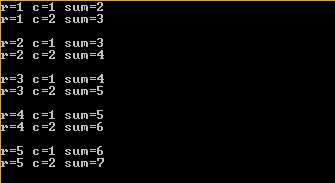 r=1 c=1 sum=2
r=1 c=2 sum=3
r=2 c=1 sum=3
r=2 c=2 sum=4
r=3 c=1 sum=4
r=3 c=2 sum=5
r=4 c=1 sum=5
r=4 c=2 sum=6
r=5 c=1 sum=6
r=5 c=2 sum=7